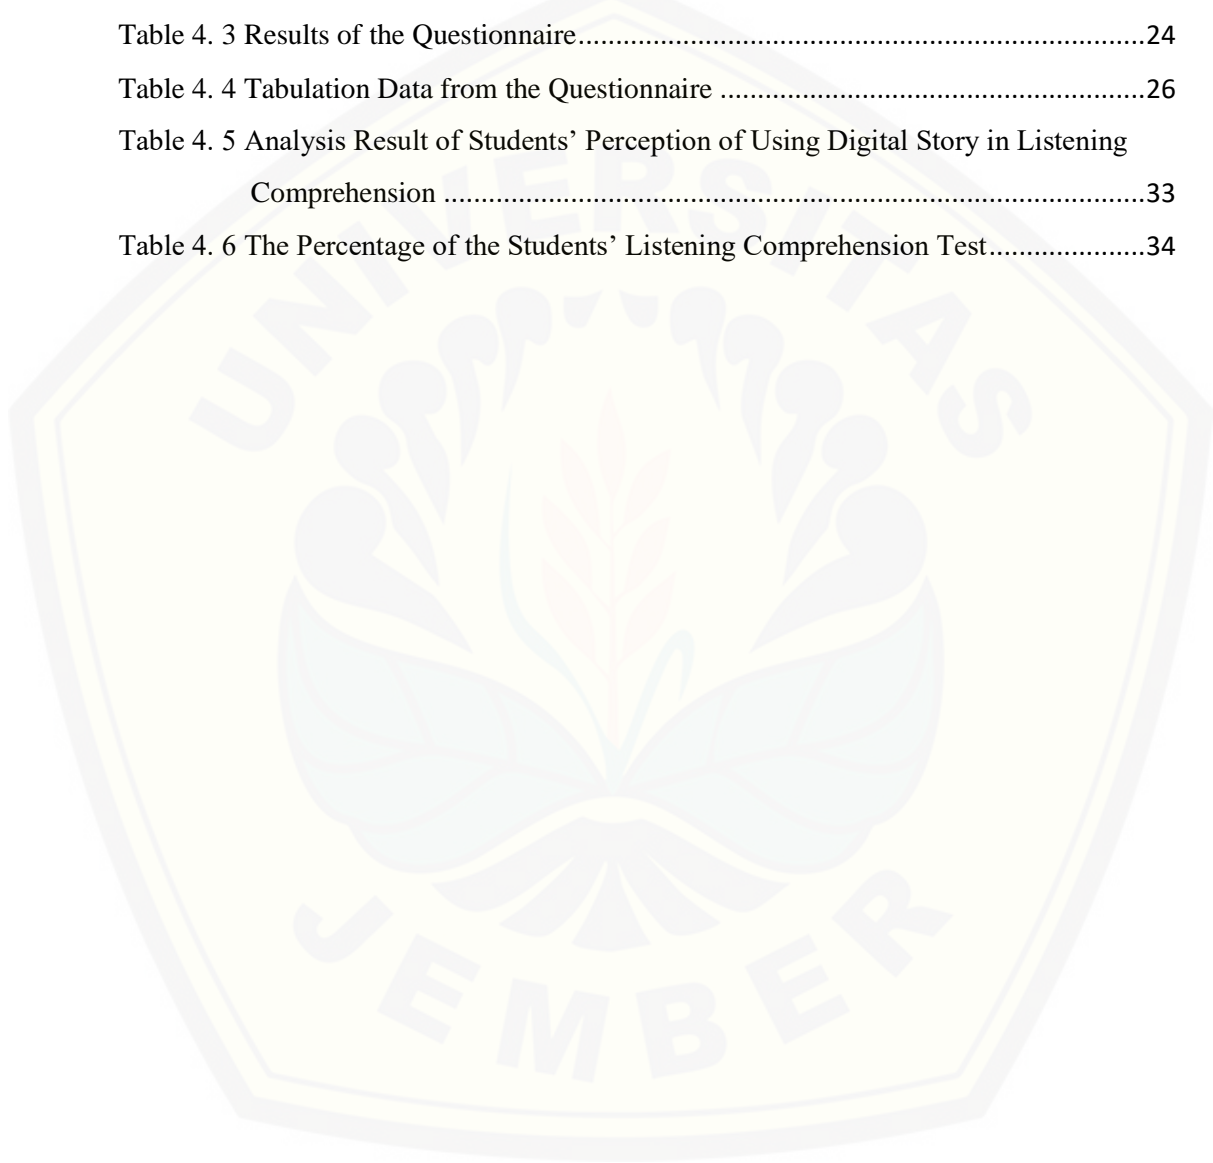 Table 4. 3 Results of the Questionnaire............................................................................24
Table 4. 4 Tabulation Data from the Questionnaire .........................................................26
Table 4. 5 Analysis Result of Students’ Perception of Using Digital Story in Listening
Comprehension ..............................................................................................33
Table 4. 6 The Percentage of the Students’ Listening Comprehension Test.....................34
UNIVERSITAS
JEMBER